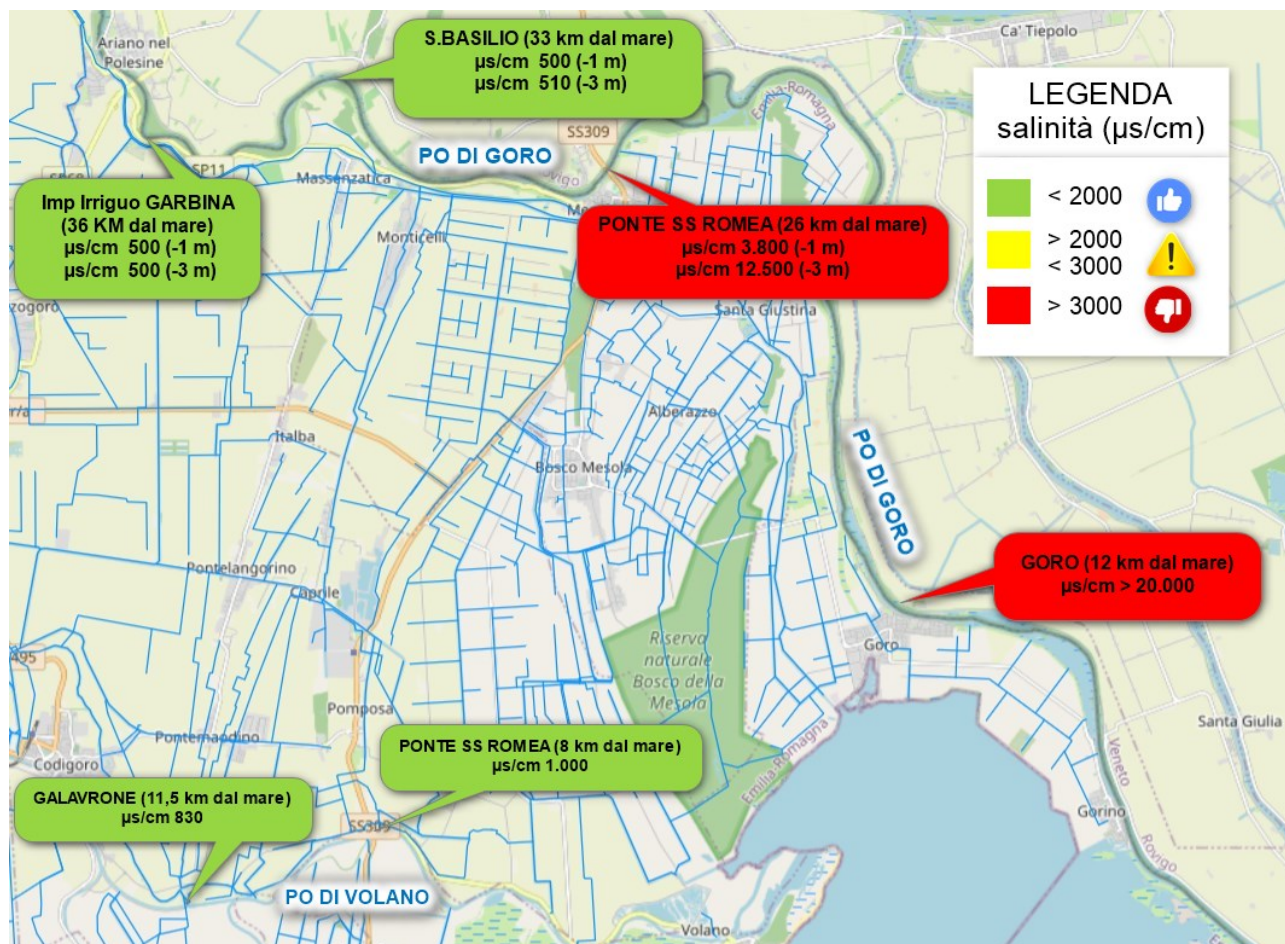 Ariano nel
Polesine
S.BASILIO (33 km dal mare)
µs/cm  500 (-1 m)
µs/cm  510 (-3 m)
Ca' Tiepolo
LEGENDA
salinità (µs/cm)
< 2000
> 2000
< 3000
> 3000
Emilia-Romagna
SS309
PO DI GORO
Rovigo
SP11
Massenzatica
Imp Irriguo GARBINA
(36 KM dal mare)
µs/cm  500 (-1 m)
µs/cm  500 (-3 m)
Monticelli
PONTE SS ROMEA (26 km dal mare)
µs/cm 3.800 (-1 m)
µs/cm 12.500 (-3 m)
Santa Giustina
Italba
Alberazzo
Bosco Mesola
PO DI GORO
GORO (12 km dal mare)
µs/cm > 20.000
Pontelangorino
Caprile
Riserva
naturale
Bosco della
Mesola
Goro
495
Pomposa
Pontemaodino
Codigoro
PONTE SS ROMEA (8 km dal mare)
µs/cm 1.000
Emilia-Romagna
Veneto
Santa Giulia
GALAVRONE (11,5 km dal mare)
µs/cm 830
SS309
Gorino
Rovigo
PO DI VOLANO
Volano